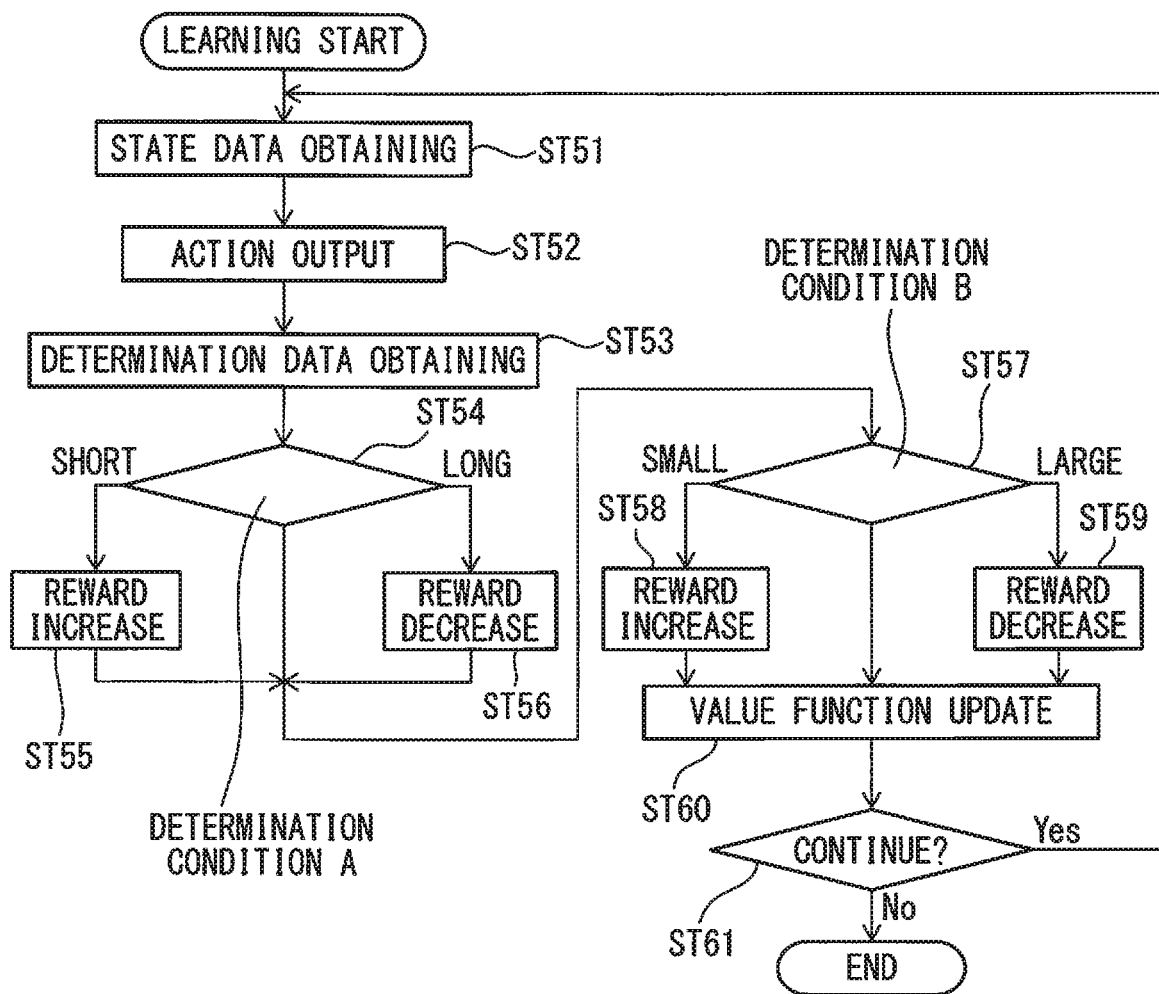 LEARNING START
STATE DATA OBTAINING
ST51
ACTION OUTPUT
ST52
DETERMINATION DATA OBTAINING
ST53
ST54
SHORT
LONG
REWARD
INCREASE
REWARD
DECREASE
ST55
ST56
DETERMINATION
CONDITION A
DETERMINATION
CONDITION B
ST57
SMALL
LARGE
ST58
ST59
REWARD
INCREASE
REWARD
DECREASE
VALUE FUNCTION UPDATE
ST60
CONTINUE?
Yes
No
ST61
END